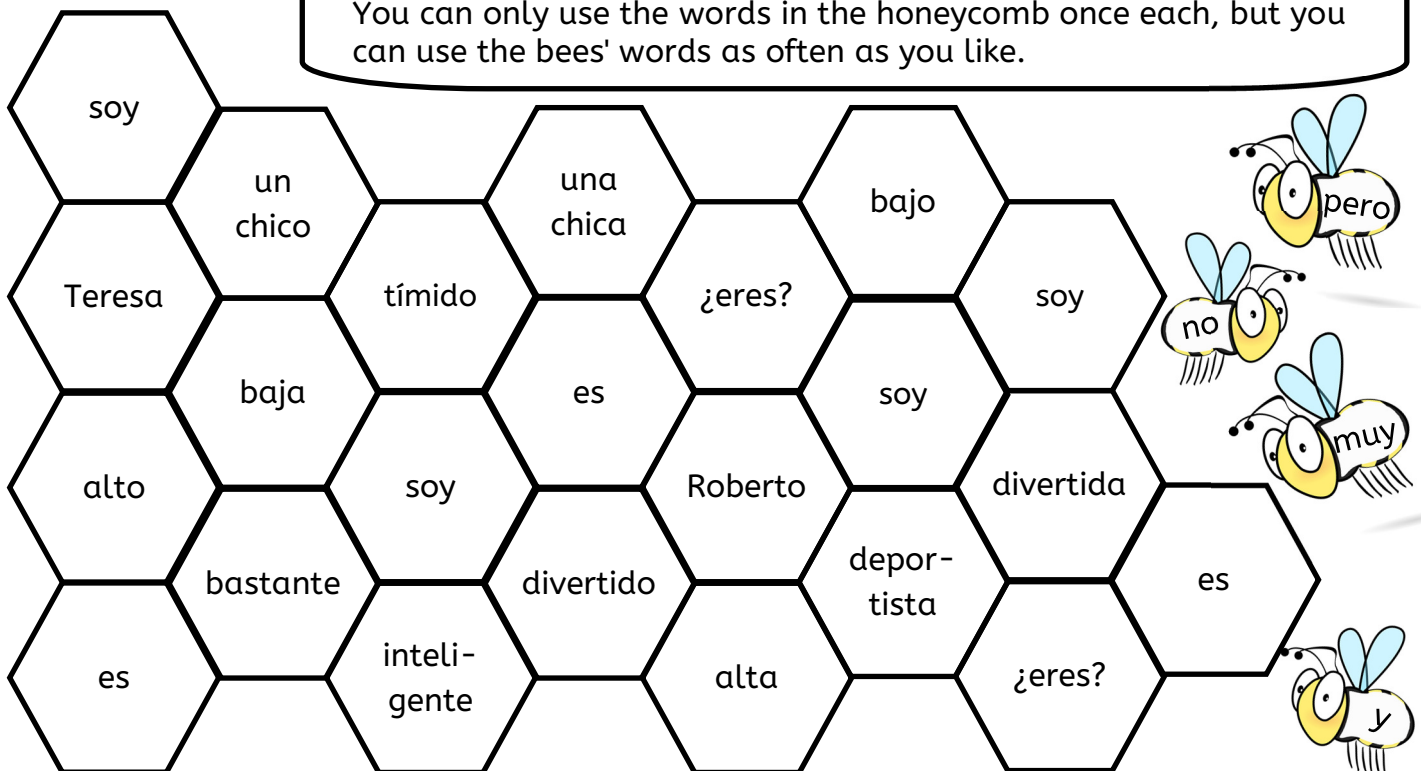 You can only use the words in the honeycomb once each, but you
can use the bees' words as often as you like.
soy
un
chico
una
chica
bajo
pero
Teresa
tímido
¿eres?
soy
no
baja
es
soy
muy
alto
soy
Roberto
divertida
bastante
divertido
depor-
tista
es
es
inteli-
gente
alta
¿eres?
y